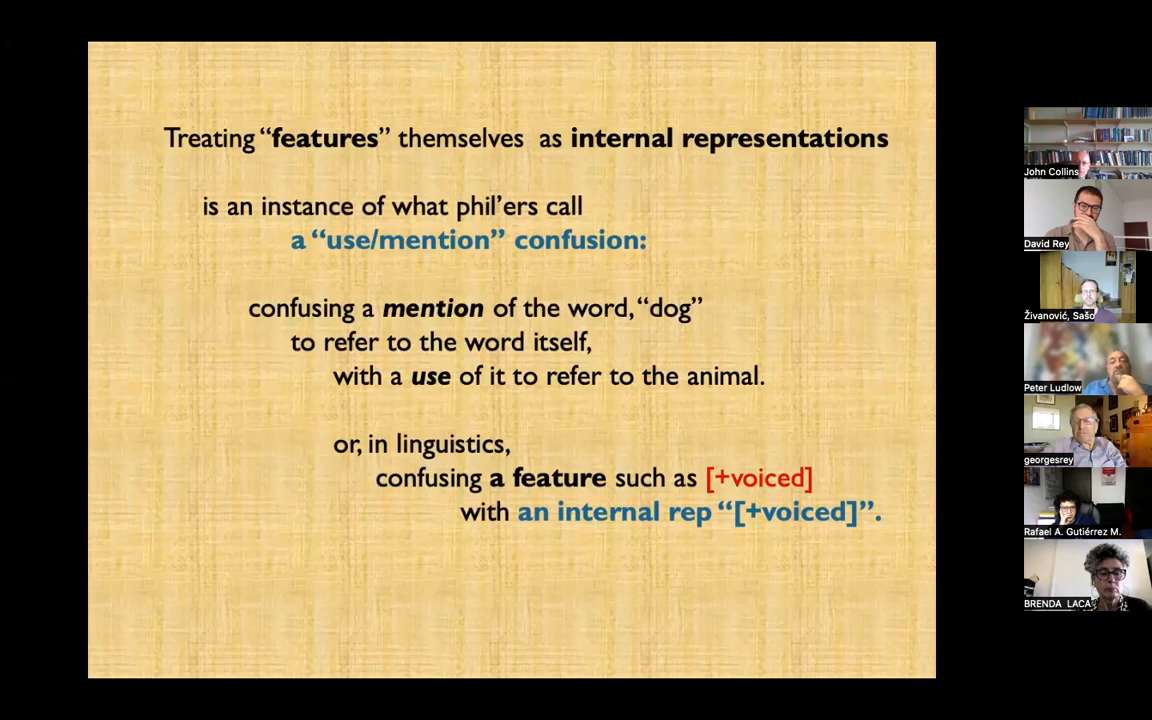 Treating “features” themselves as internal representations
is an instance of what phil’ers call
a “use/mention” confusion:
confusing a mention of the word, “dog”
to refer to the word itself,
with a use of it to refer to the animal.
or, in linguistics,
confusing a feature such as [+voiced]
with an internal rep “[+voiced]”.
John Collins
David Rey
Živanović, Sašo
Peter Ludlow
georgesrey
Rafael A. Gutiérrez M.
BRENDA LACA